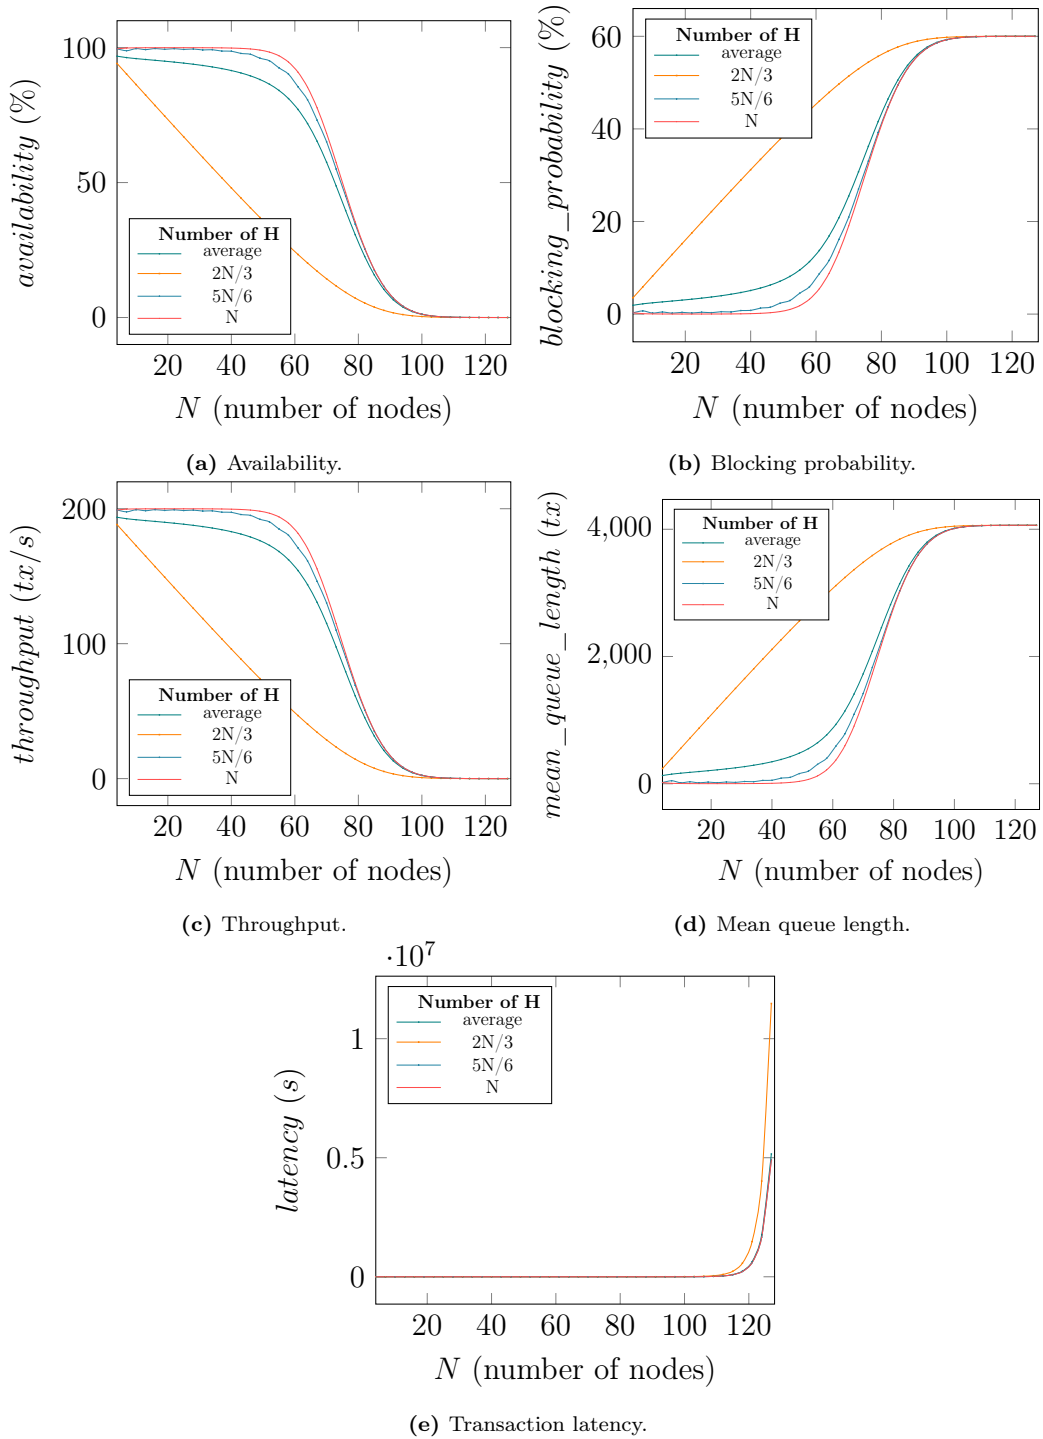 availability (%)
100
50
0
Number of H
average
2N/3
5N/6
N
20 40 60 80 100 120
N (number of nodes)
(a) Availability.
blocking_probability (%)
60
40
20
0
Number of H
average
2N/3
5N/6
N
20 40 60 80 100 120
N (number of nodes)
(b) Blocking probability.
throughput (tx/s)
200
100
0
Number of H
average
2N/3
5N/6
N
20 40 60 80 100 120
N (number of nodes)
(c) Throughput.
mean_queue_length (tx)
4,000
2,000
0
Number of H
average
2N/3
5N/6
N
20 40 60 80 100 120
N (number of nodes)
(d) Mean queue length.
·10⁷
latency (s)
1
0.5
0
Number of H
average
2N/3
5N/6
N
20 40 60 80 100 120
N (number of nodes)
(e) Transaction latency.